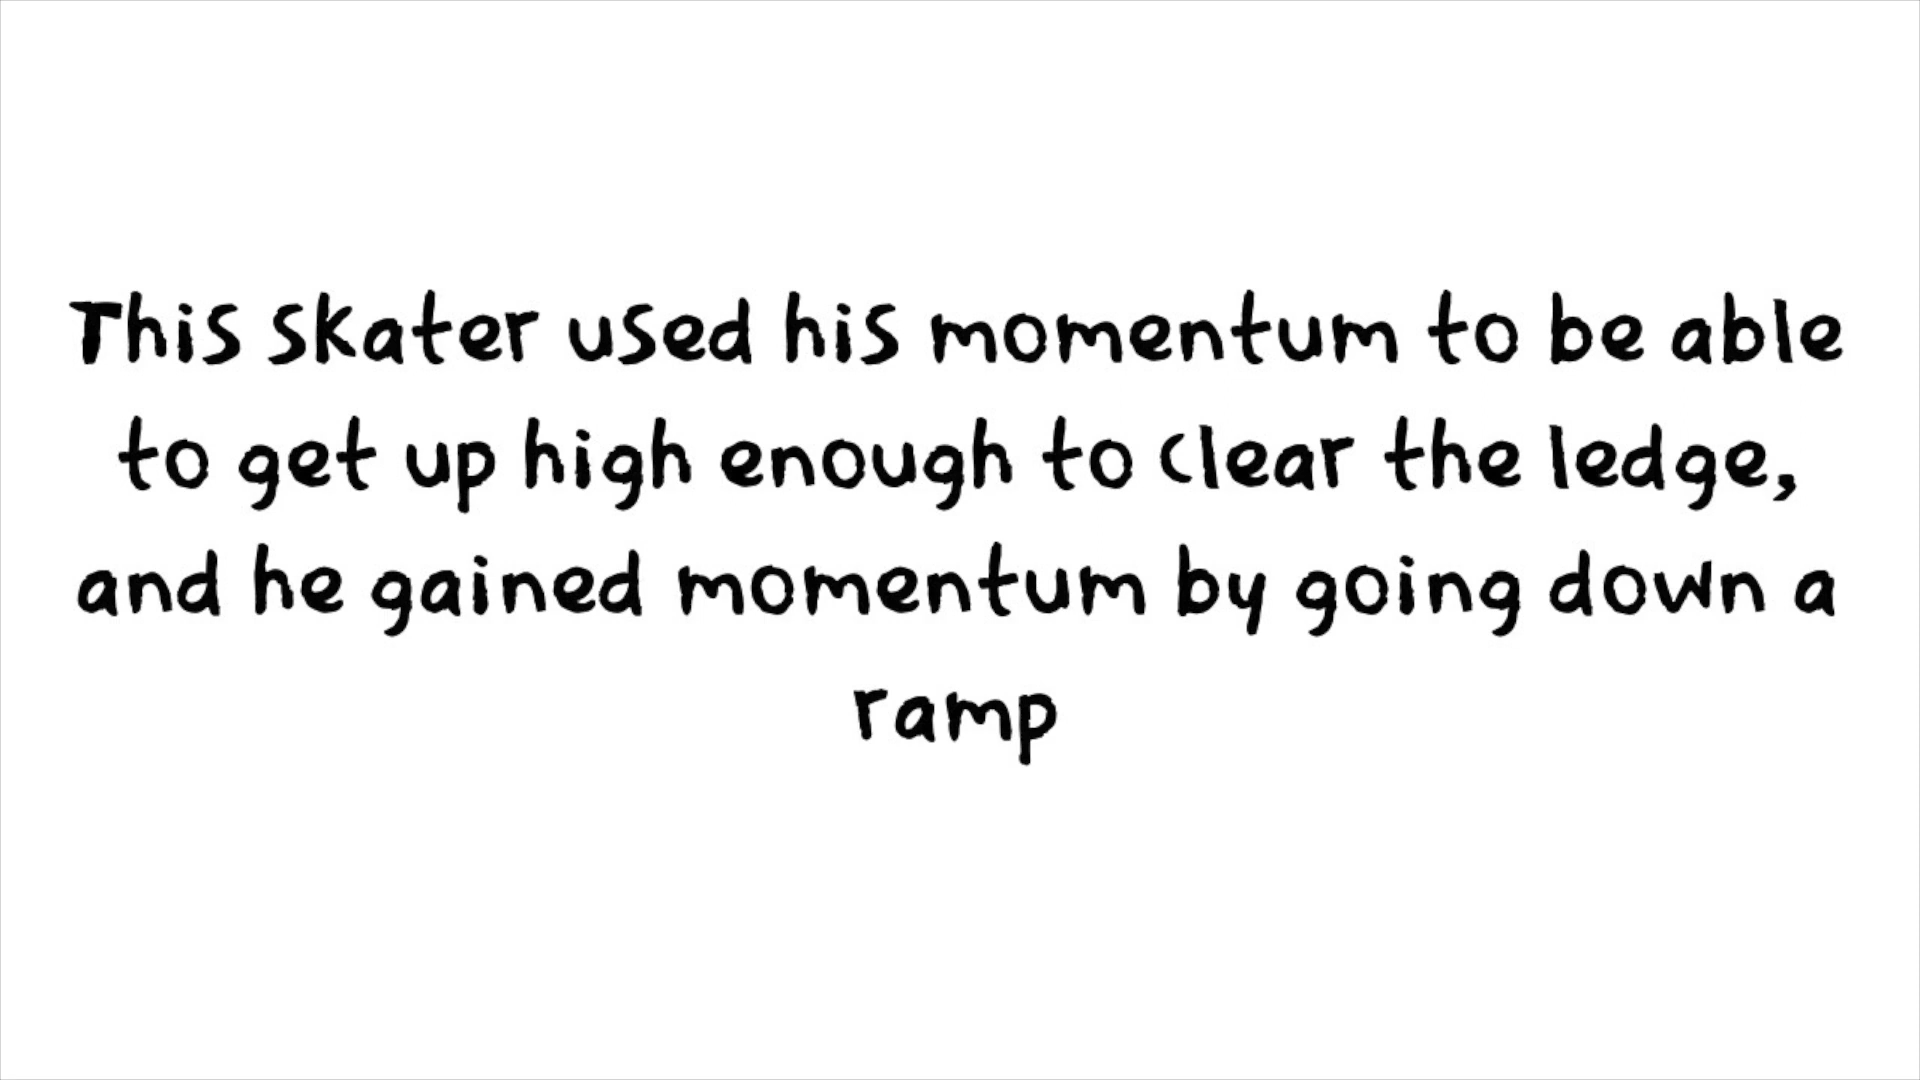 This skater used his momentum to be able
to get up high enough to clear the ledge,
and he gained momentum by going down a
ramp